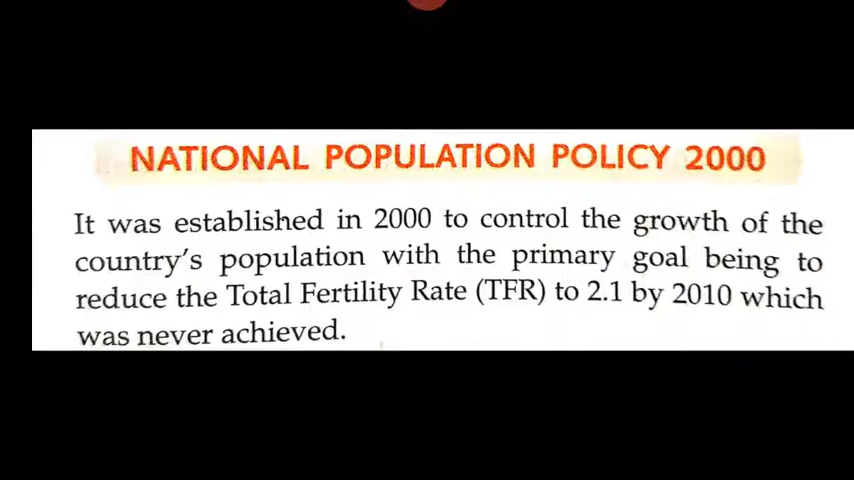 NATIONAL POPULATION POLICY 2000
It was established in 2000 to control the growth of the
country's population with the primary goal being to
reduce the Total Fertility Rate (TFR) to 2.1 by 2010 which
was never achieved.